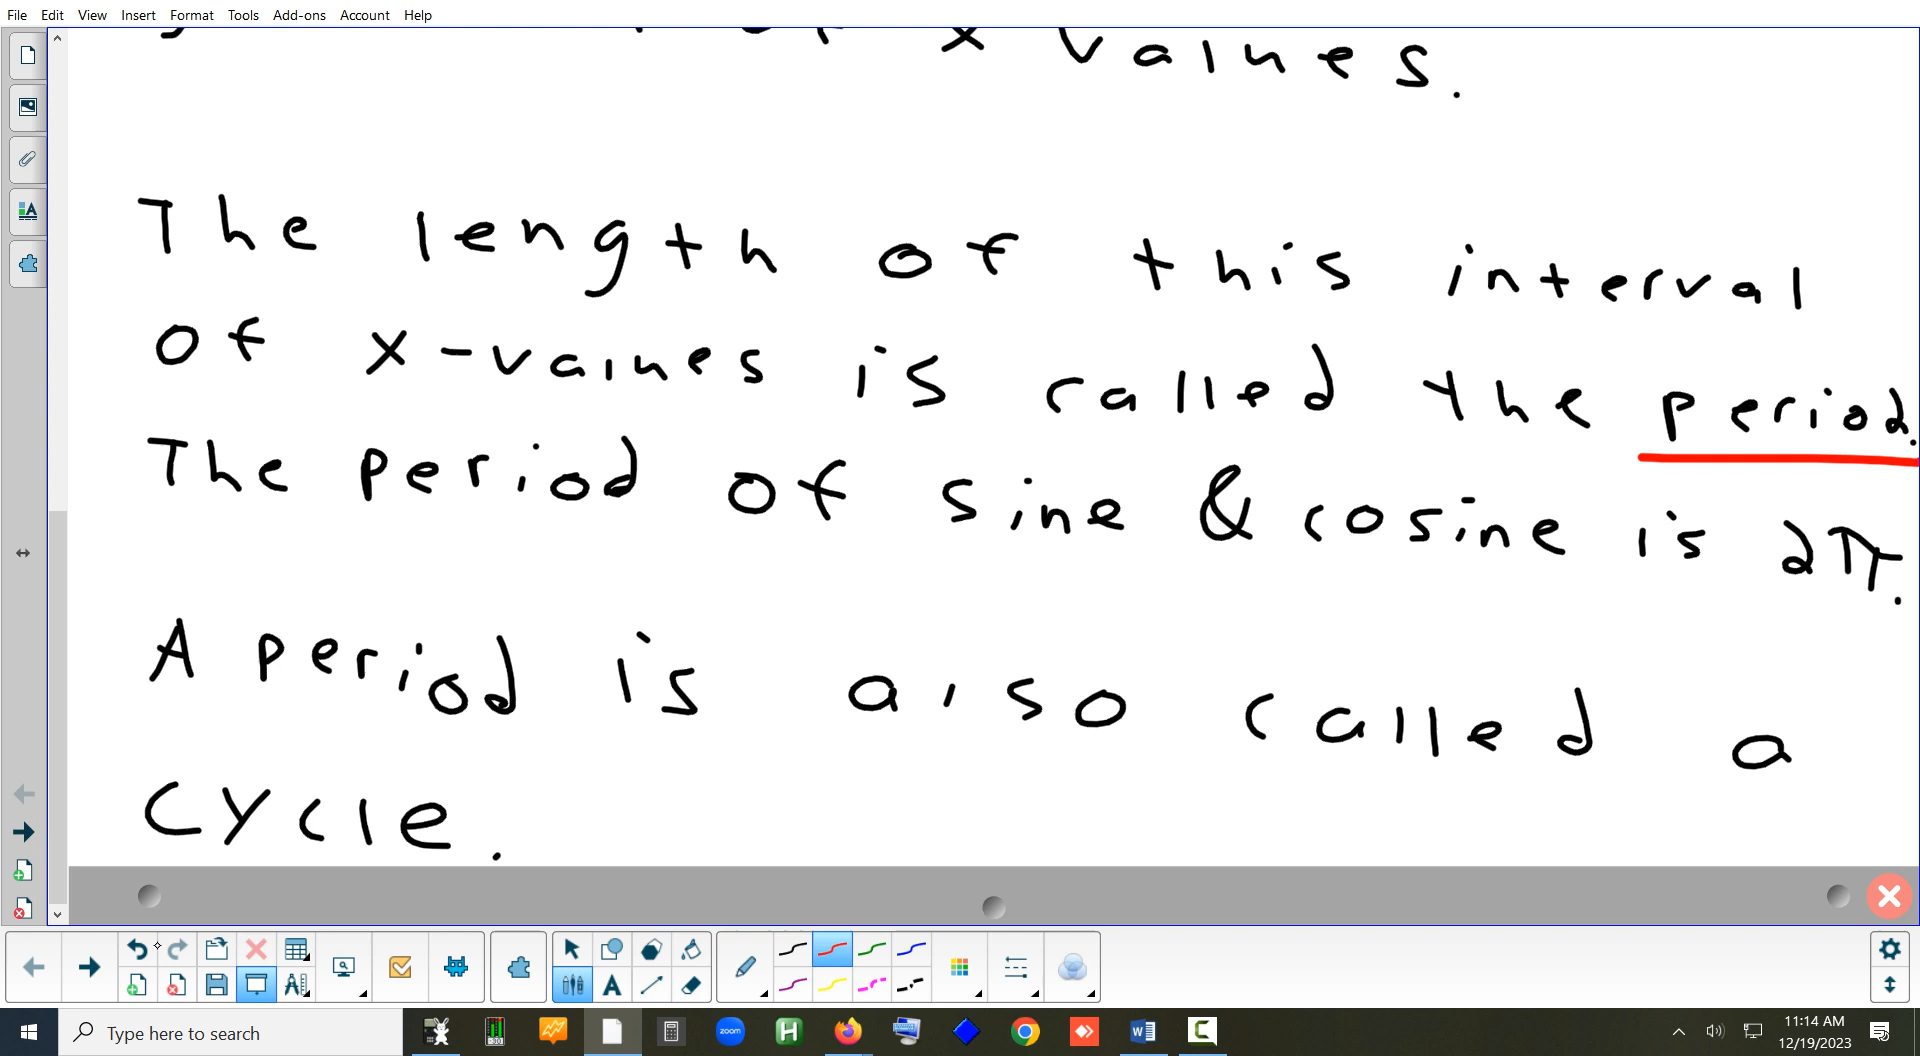 File Edit View Insert Format Tools Add-ons Account Help
of x values.
The length of this interval
of x-values is called the period.
The period of sine & cosine is 2π.
A period is also called a
cycle.
Type here to search
zoom
11:14 AM
12/19/2023